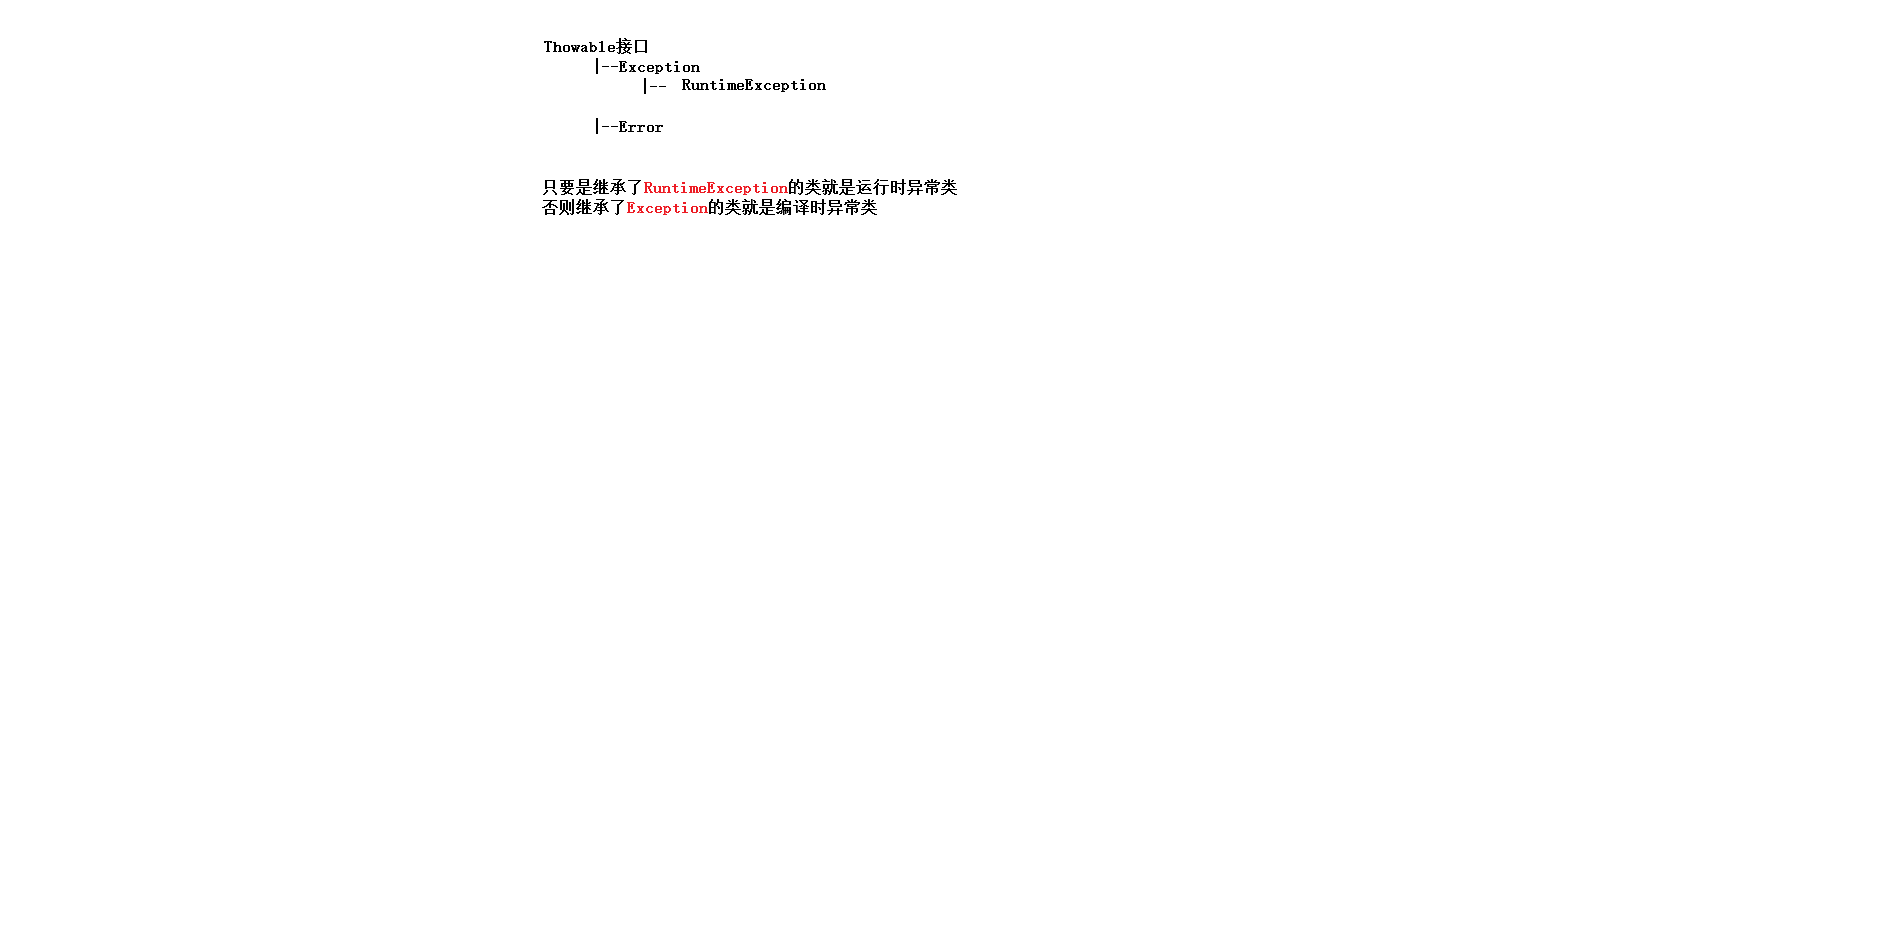 Thowable接口
|--Exception
|-- RuntimeException
|--Error
只要是继承了RuntimeException的类就是运行时异常类
否则继承了Exception的类就是编译时异常类